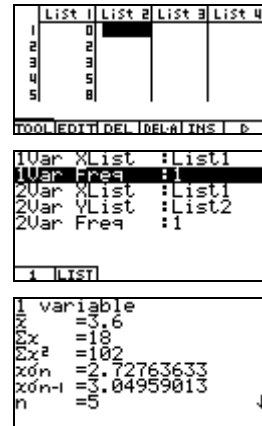 List 1 List 2 List 3 List 4
1 0
2 2
3 3
4 5
5 8
TOOL EDIT DEL DEL·A INS ▷
1Var XList :List1
1Var Freq :1
2Var XList :List1
2Var YList :List2
2Var Freq :1
1 LIST
1 variable
x̄ =3.6
Σx =18
Σx² =102
xσn =2.72763633
xσn-1 =3.04959013
n =5 ↓